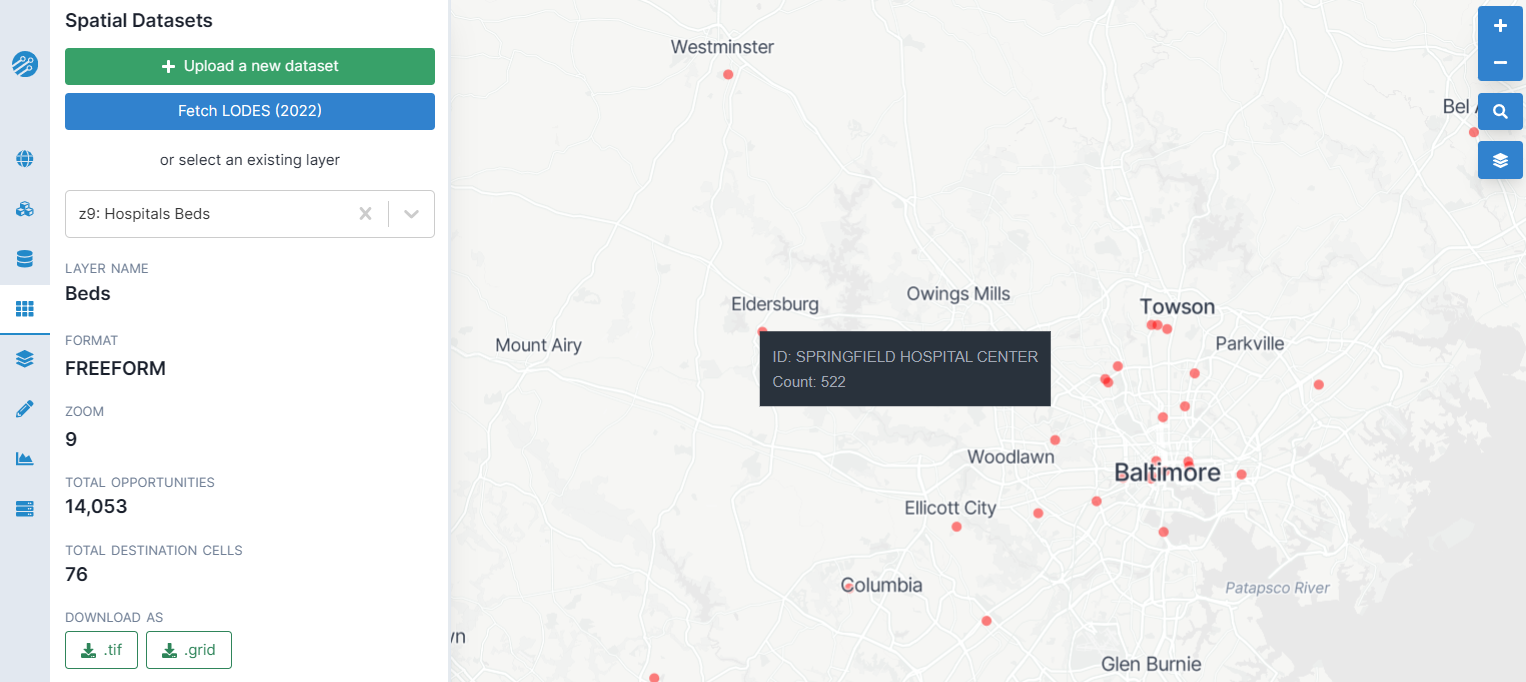 Spatial Datasets
Upload a new dataset
Fetch LODES (2022)
or select an existing layer
z9: Hospitals Beds
LAYER NAME
Beds
FORMAT
FREEFORM
ZOOM
9
TOTAL OPPORTUNITIES
14,053
TOTAL DESTINATION CELLS
76
DOWNLOAD AS
.tif
.grid
Westminster
Bel A
Eldersburg
Owings Mills
Towson
Mount Airy
Parkville
ID: SPRINGFIELD HOSPITAL CENTER
Count: 522
Woodlawn
Baltimore
Ellicott City
Columbia
Patapsco River
wn
Glen Burnie